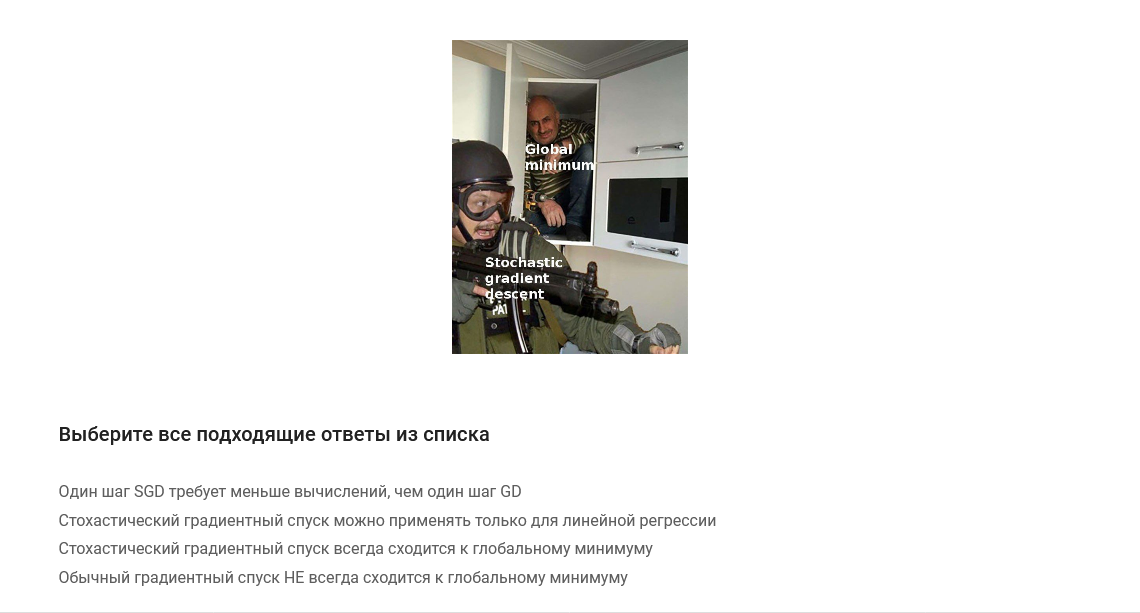 Global
minimum
Stochastic
gradient
descent
Выберите все подходящие ответы из списка
Один шаг SGD требует меньше вычислений, чем один шаг GD
Стохастический градиентный спуск можно применять только для линейной регрессии
Стохастический градиентный спуск всегда сходится к глобальному минимуму
Обычный градиентный спуск НЕ всегда сходится к глобальному минимуму